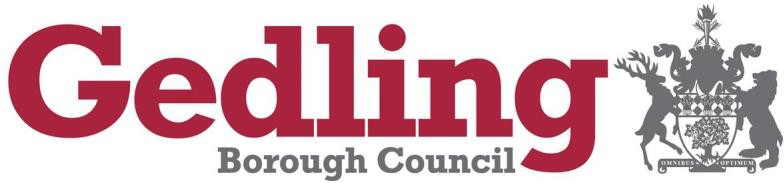 Gedling
Borough Council
OMNIBUS OPTIMUM